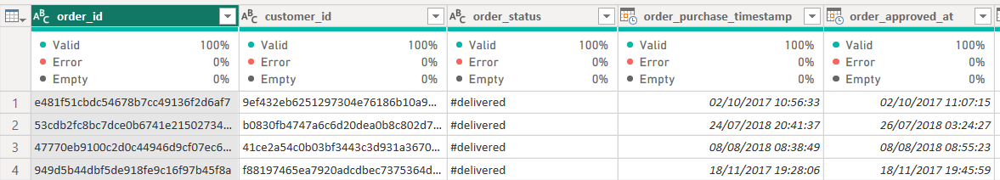 ABC order_id ABC customer_id ABC order_status order_purchase_timestamp order_approved_at
Valid 100% Valid 100% Valid 100% Valid 100% Valid 100%
Error 0% Error 0% Error 0% Error 0% Error 0%
Empty 0% Empty 0% Empty 0% Empty 0% Empty 0%
1 e481f51cbdc54678b7cc49136f2d6af7 9ef432eb6251297304e76186b10a9... #delivered 02/10/2017 10:56:33 02/10/2017 11:07:15
2 53cdb2fc8bc7dce0b6741e21502734... b0830fb4747a6c6d20dea0b8c802d7... #delivered 24/07/2018 20:41:37 26/07/2018 03:24:27
3 47770eb9100c2d0c44946d9cf07ec6... 41ce2a54c0b03bf3443c3d931a3670... #delivered 08/08/2018 08:38:49 08/08/2018 08:55:23
4 949d5b44dbf5de918fe9c16f97b45f8a f88197465ea7920adcdbec7375364d... #delivered 18/11/2017 19:28:06 18/11/2017 19:45:59